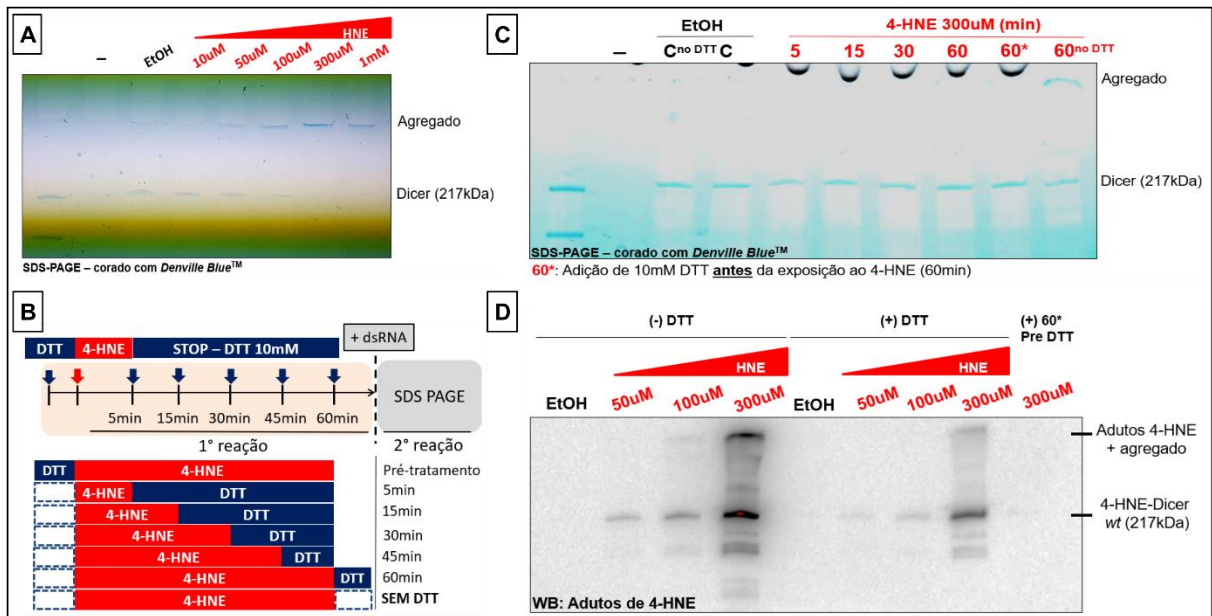 A
HNE
– EtOH 10uM 50uM 100uM 300uM 1mM
Agregado
Dicer (217kDa)
SDS-PAGE – corado com Denville Blue™
B
+ dsRNA
DTT 4-HNE STOP – DTT 10mM
SDS PAGE
5min 15min 30min 45min 60min
1° reação 2° reação
DTT 4-HNE Pré-tratamento
4-HNE DTT 5min
4-HNE DTT 15min
4-HNE DTT 30min
4-HNE DTT 45min
4-HNE DTT 60min
4-HNE SEM DTT
C
EtOH 4-HNE 300uM (min)
– C no DTT C 5 15 30 60 60* 60 no DTT
Agregado
Dicer (217kDa)
SDS-PAGE – corado com Denville Blue™
60*: Adição de 10mM DTT antes da exposição ao 4-HNE (60min)
D
(-) DTT (+) DTT (+) 60*
Pre DTT
HNE HNE
EtOH 50uM 100uM 300uM EtOH 50uM 100uM 300uM 300uM
Adutos 4-HNE
+ agregado
4-HNE-Dicer
wt (217kDa)
WB: Adutos de 4-HNE